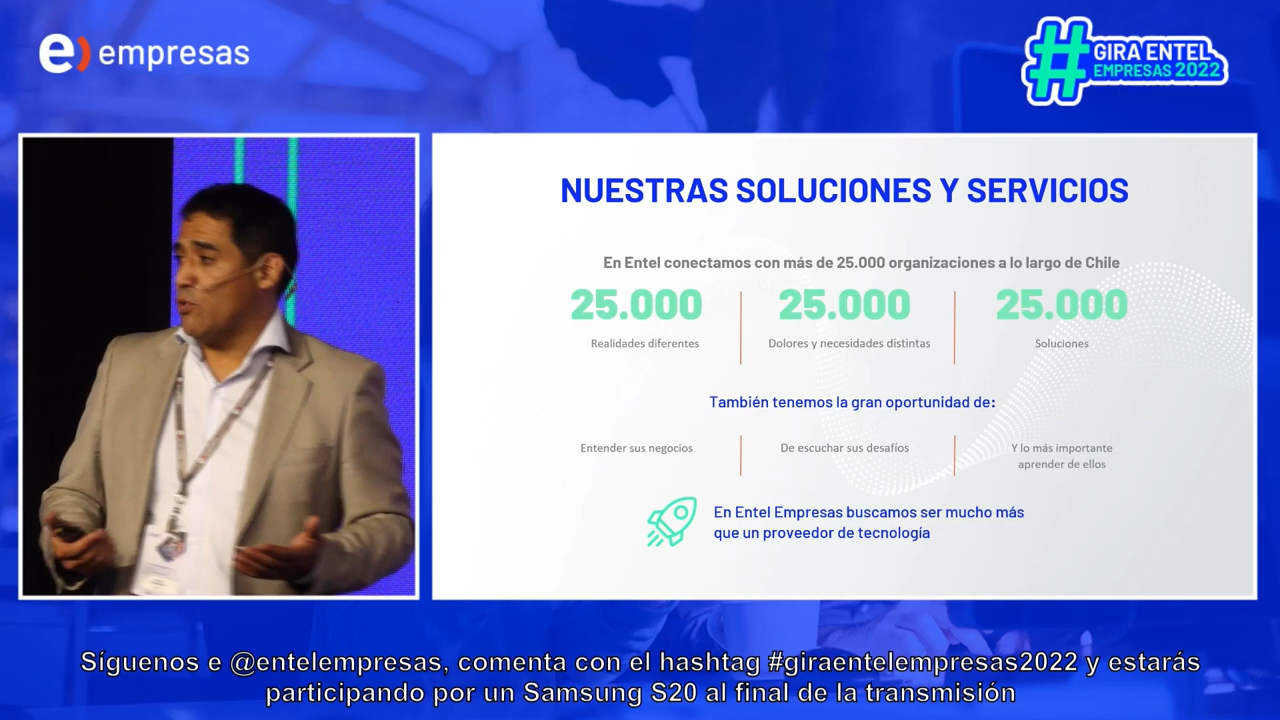 e) empresas
#GIRA ENTEL
EMPRESAS 2022
NUESTRAS SOLUCIONES Y SERVICIOS
En Entel conectamos con más de 25.000 organizaciones a lo largo de Chile
25.000 25.000 25.000
Realidades diferentes Dolores y necesidades distintas Soluciones
También tenemos la gran oportunidad de:
Entender sus negocios De escuchar sus desafíos Y lo más importante
aprender de ellos
En Entel Empresas buscamos ser mucho más
que un proveedor de tecnología
Síguenos e @entelempresas, comenta con el hashtag #giraentelempresas2022 y estarás
participando por un Samsung S20 al final de la transmisión